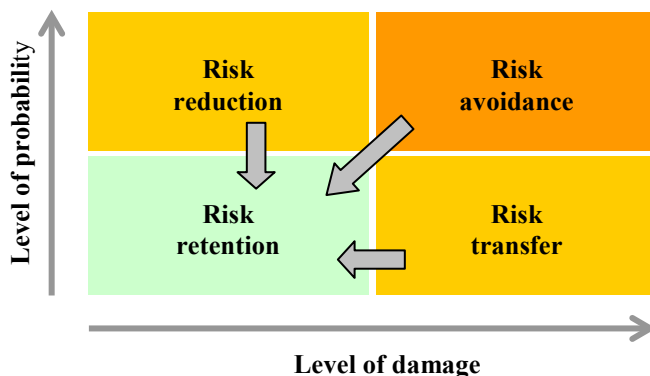 Level of probability
Risk
reduction
Risk
avoidance
Risk
retention
Risk
transfer
Level of damage